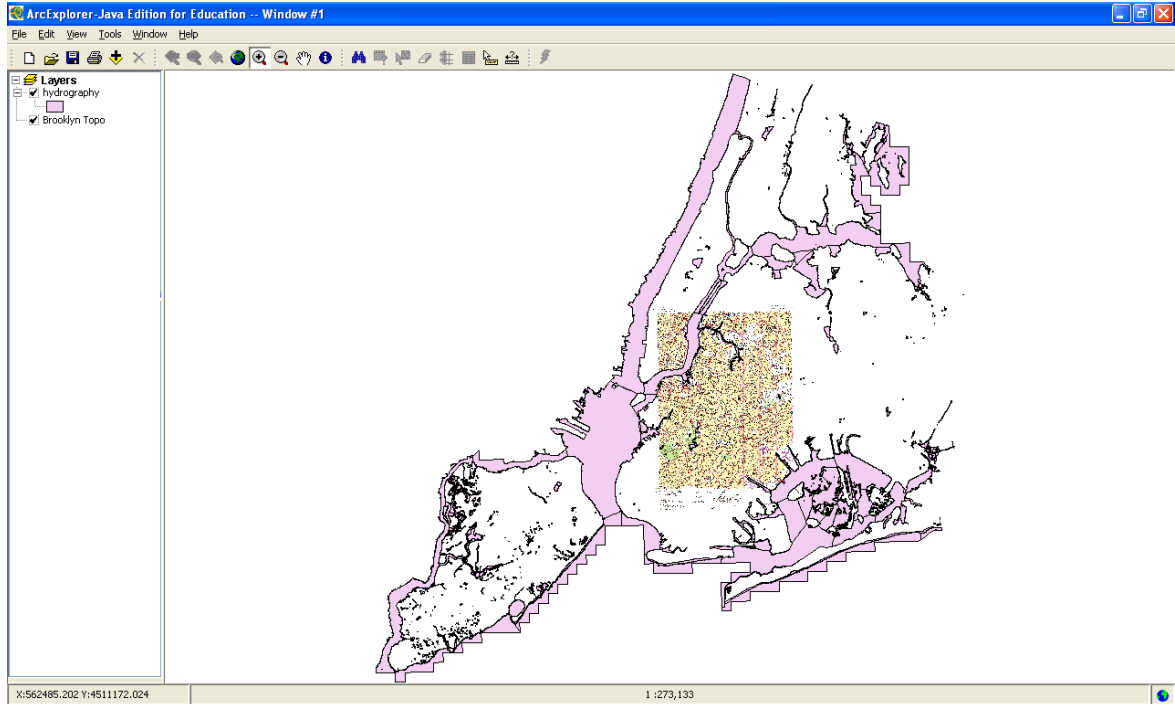 ArcExplorer-Java Edition for Education -- Window #1
File Edit View Tools Window Help
Layers
hydrography
Brooklyn Topo
X:562485.202 Y:4511172.024
1 :273,133